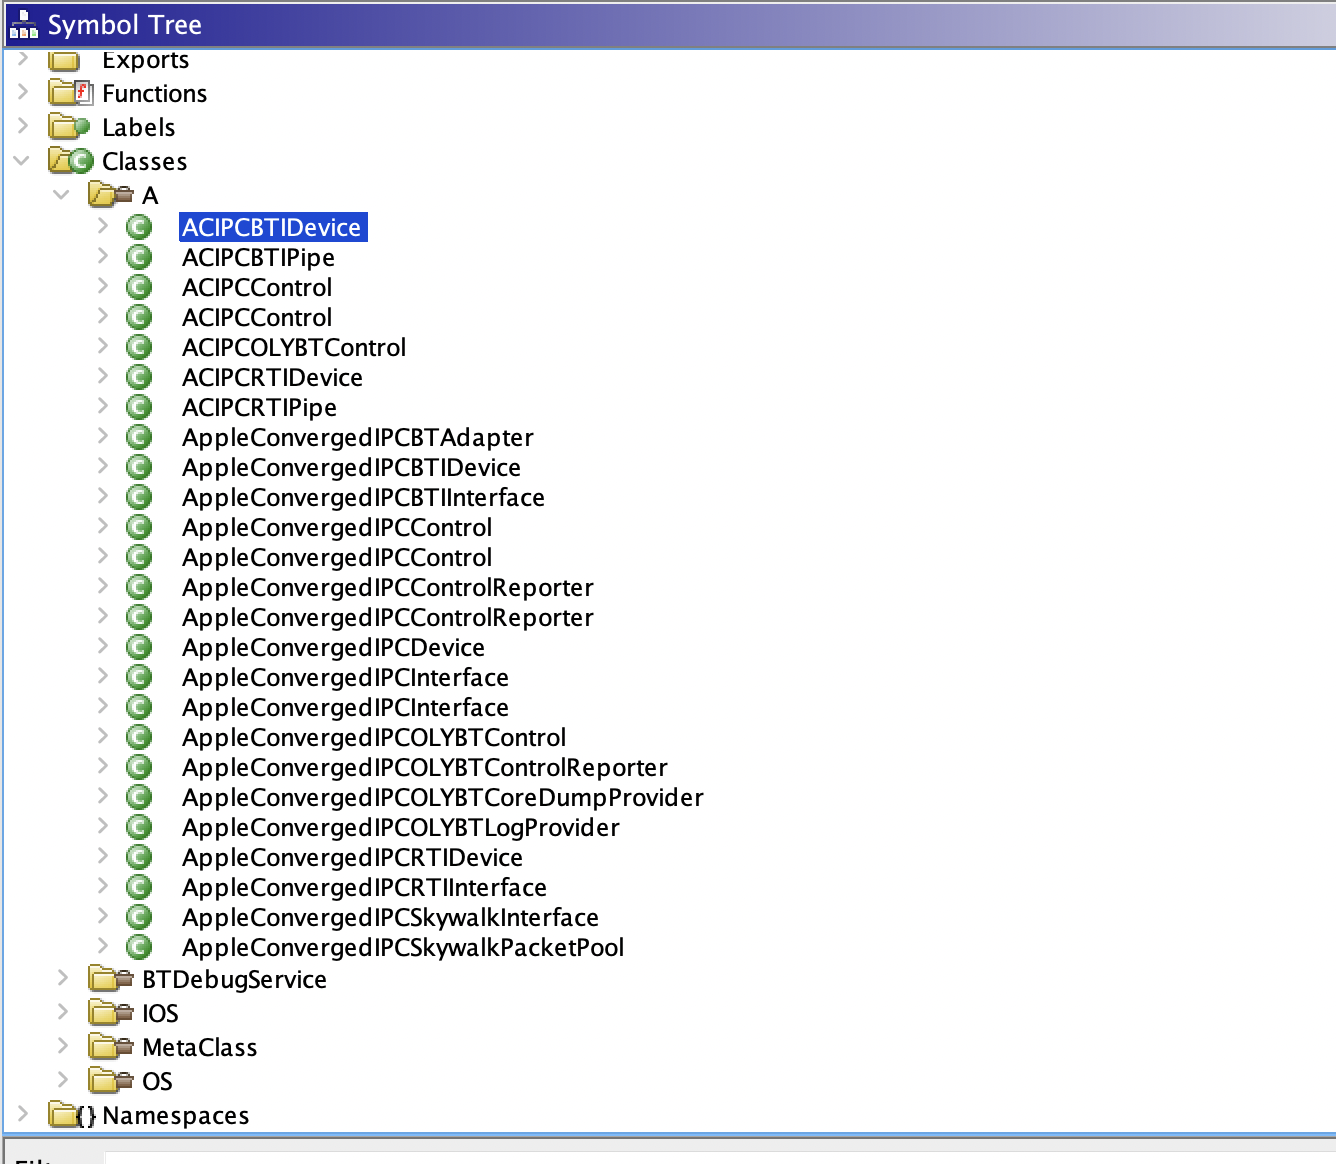 Symbol Tree
Exports
Functions
Labels
Classes
A
ACIPCBTIDevice
ACIPCBTIPipe
ACIPCControl
ACIPCControl
ACIPCOLYBTControl
ACIPCRTIDevice
ACIPCRTIPipe
AppleConvergedIPCBTAdapter
AppleConvergedIPCBTIDevice
AppleConvergedIPCBTIInterface
AppleConvergedIPCControl
AppleConvergedIPCControl
AppleConvergedIPCControlReporter
AppleConvergedIPCControlReporter
AppleConvergedIPCDevice
AppleConvergedIPCInterface
AppleConvergedIPCInterface
AppleConvergedIPCOLYBTControl
AppleConvergedIPCOLYBTControlReporter
AppleConvergedIPCOLYBTCoreDumpProvider
AppleConvergedIPCOLYBTLogProvider
AppleConvergedIPCRTIDevice
AppleConvergedIPCRTIInterface
AppleConvergedIPCSkywalkInterface
AppleConvergedIPCSkywalkPacketPool
BTDebugService
IOS
MetaClass
OS
Namespaces